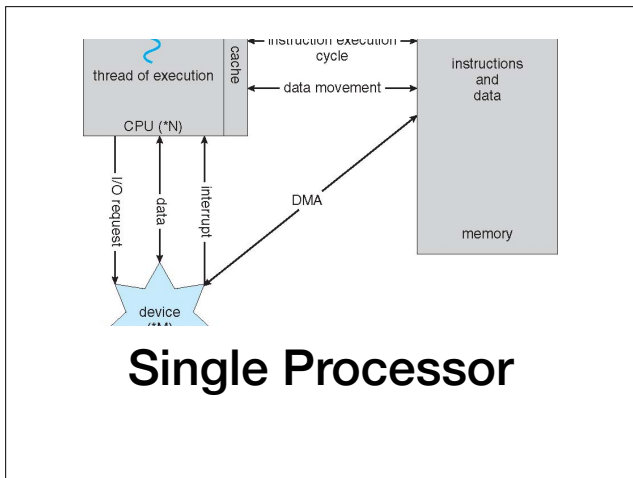 instruction execution
cycle
thread of execution
cache
instructions
and
data
data movement
CPU (*N)
I/O request
data
interrupt
DMA
memory
device
(*M)
Single Processor